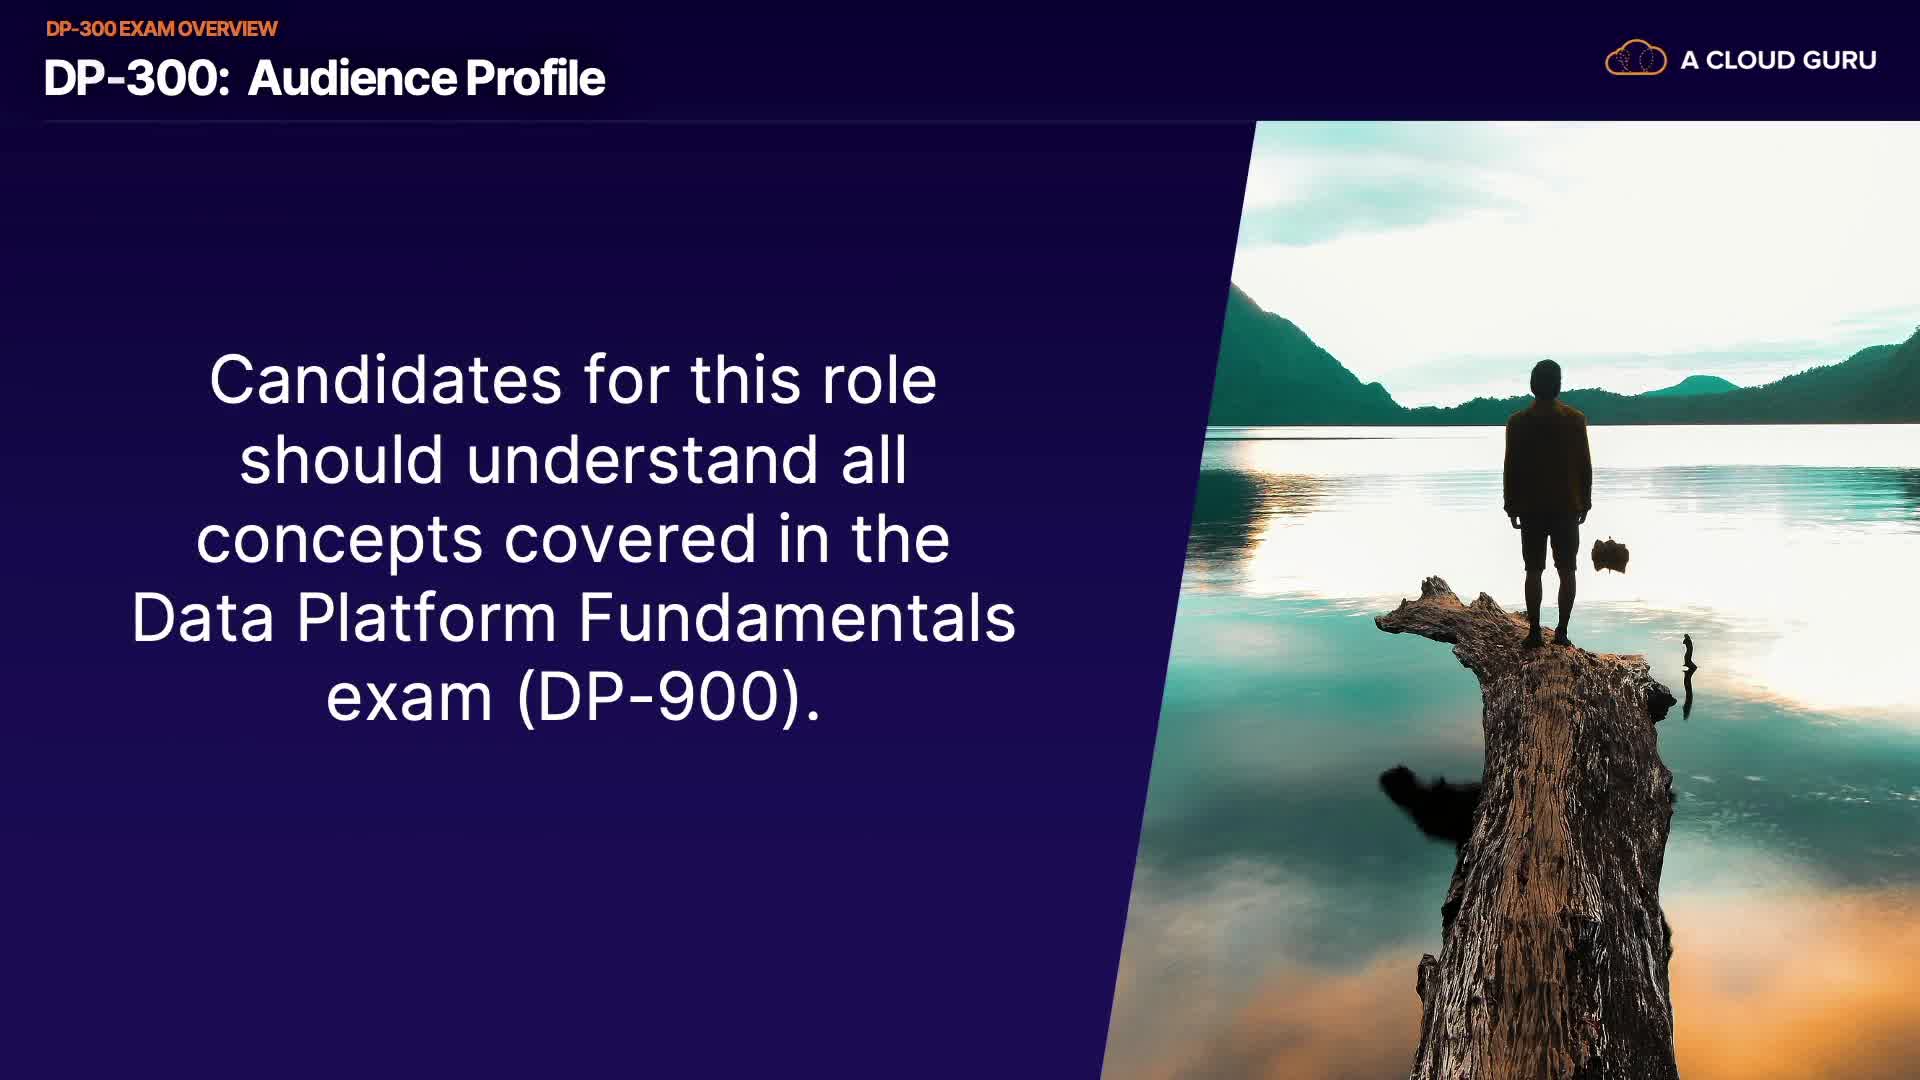 DP-300 EXAM OVERVIEW
DP-300: Audience Profile
A CLOUD GURU
Candidates for this role
should understand all
concepts covered in the
Data Platform Fundamentals
exam (DP-900).